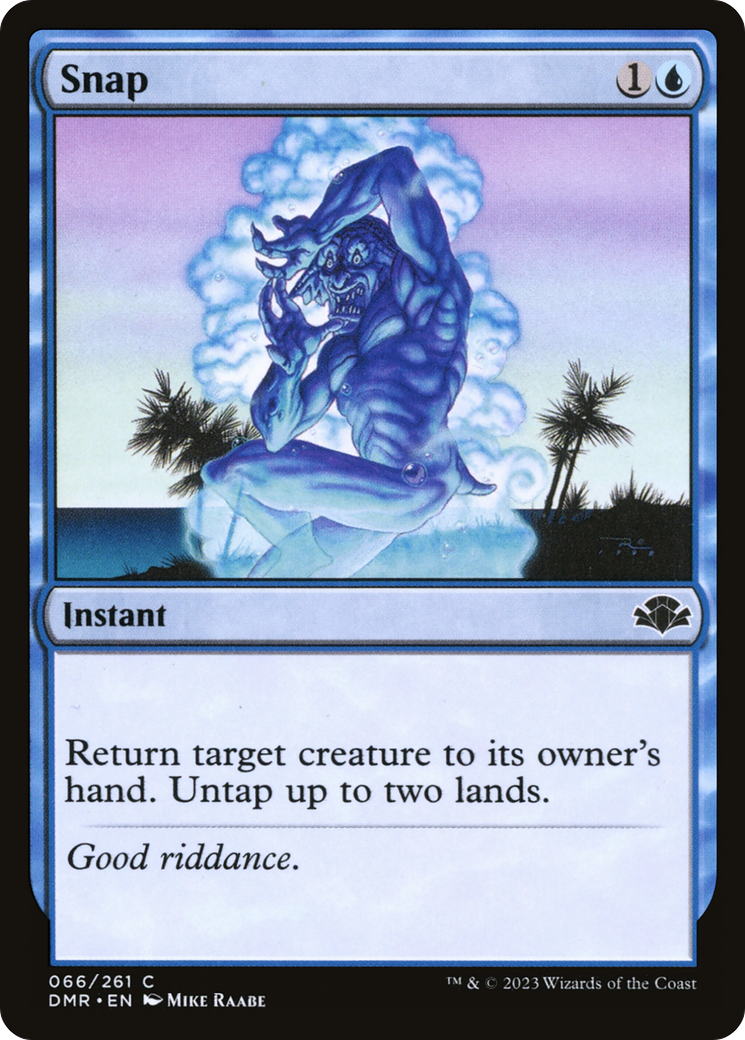 Snap
1
Instant
Return target creature to its owner's
hand. Untap up to two lands.
Good riddance.
066/261 C
DMR • EN Mike Raabe
™ & © 2023 Wizards of the Coast